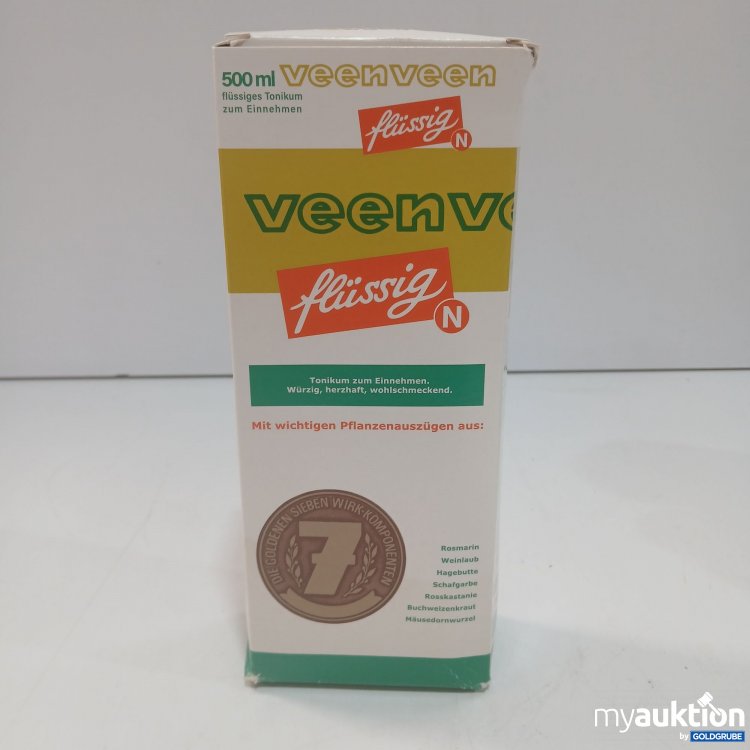 500 ml veenveen
flüssiges Tonikum
zum Einnehmen
flüssig N
veenve
flüssig N
Tonikum zum Einnehmen.
Würzig, herzhaft, wohlschmeckend.
Mit wichtigen Pflanzenauszügen aus:
DIE GOLDENEN SIEBEN WIRK-KOMPONENTEN
7
Rosmarin
Weinlaub
Hagebutte
Schafgarbe
Rosskastanie
Buchweizenkraut
Mäusedornwurzel
myauktion
by GOLDGRUBE